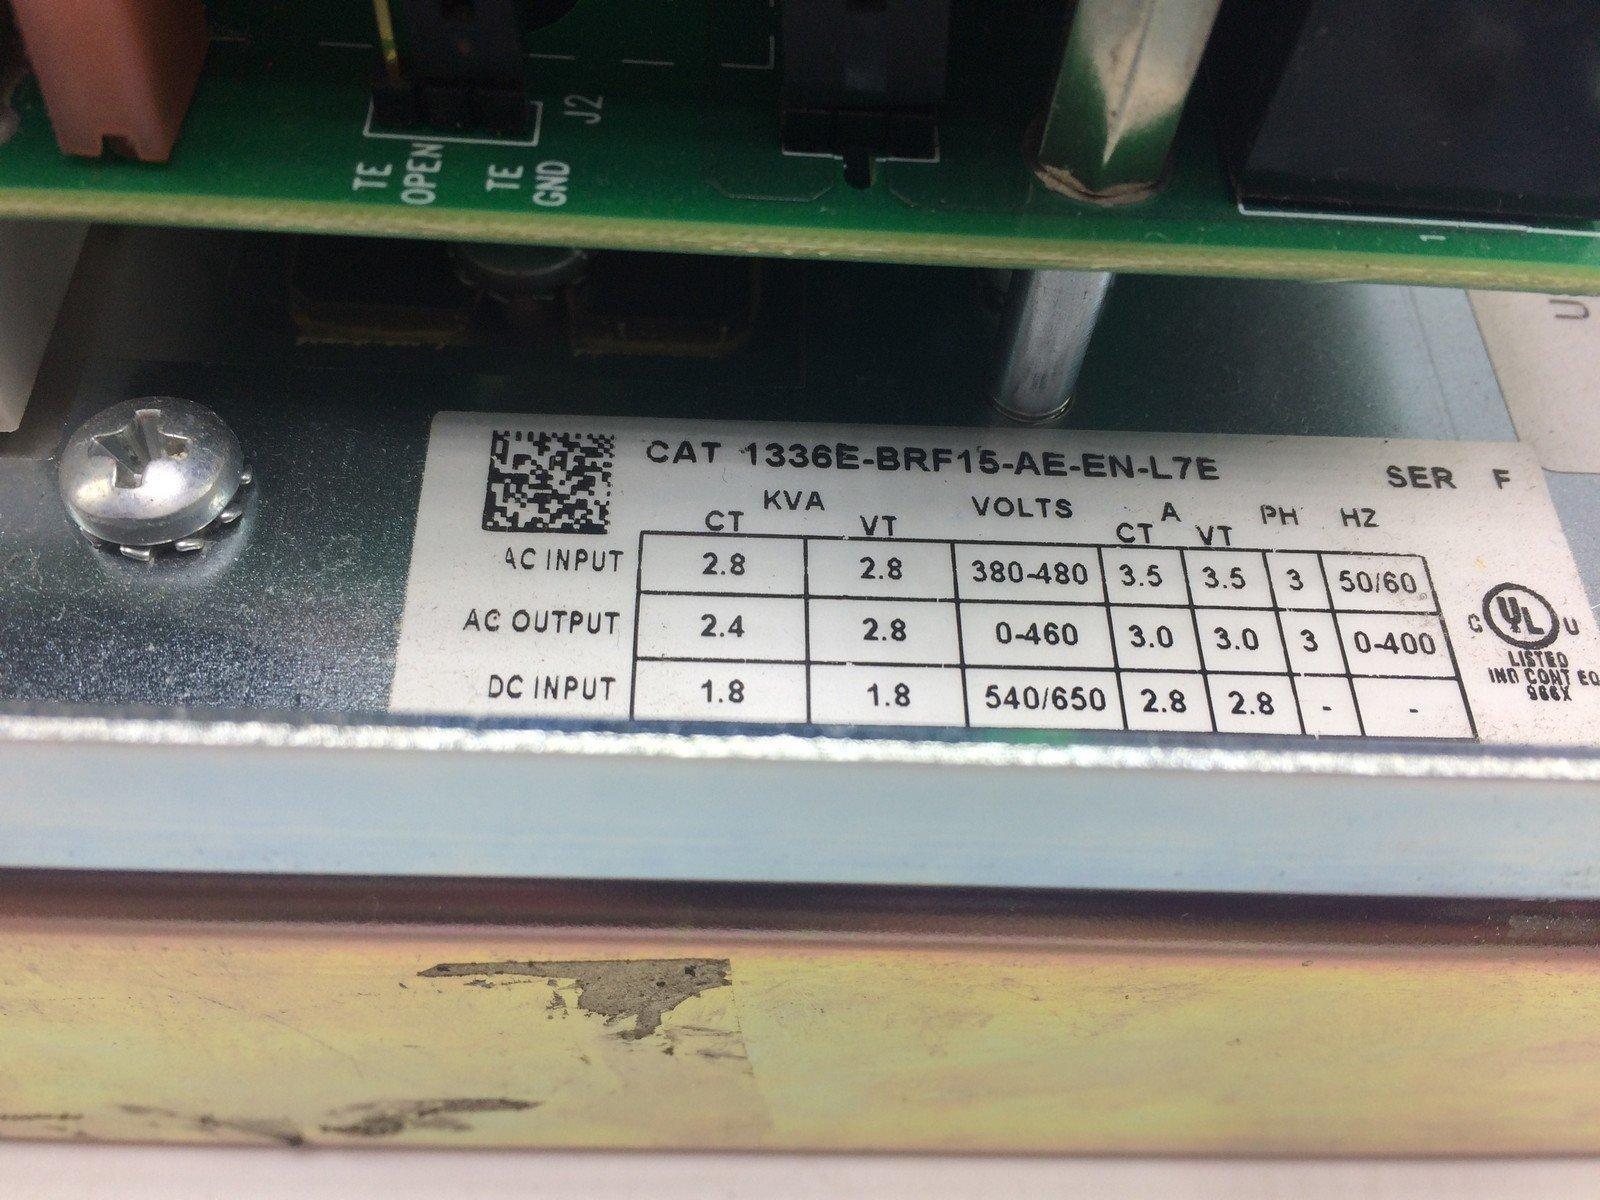 TE
OPEN
TE
GND
J2
1
U
CAT 1336E-BRF15-AE-EN-L7E SER F
KVA VOLTS A PH HZ
CT VT CT VT
AC INPUT 2.8 2.8 380-480 3.5 3.5 3 50/60
AC OUTPUT 2.4 2.8 0-460 3.0 3.0 3 0-400
DC INPUT 1.8 1.8 540/650 2.8 2.8 - -
C UL U
LISTED
IND CONT EQ
966X